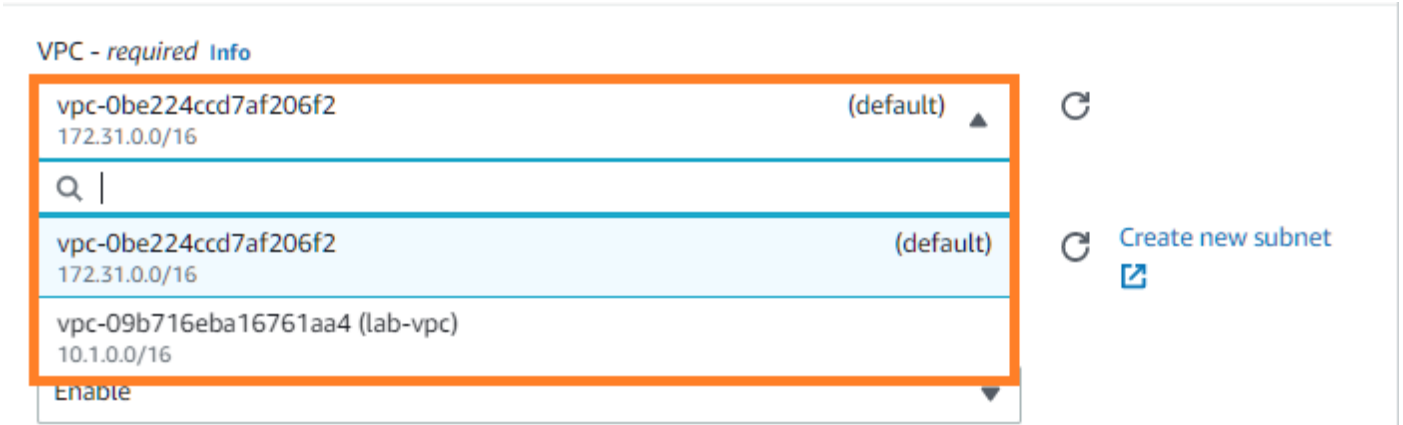 VPC - required Info
vpc-0be224ccd7af206f2 (default)
172.31.0.0/16
vpc-0be224ccd7af206f2 (default)
172.31.0.0/16
Create new subnet
vpc-09b716eba16761aa4 (lab-vpc)
10.1.0.0/16
Enable